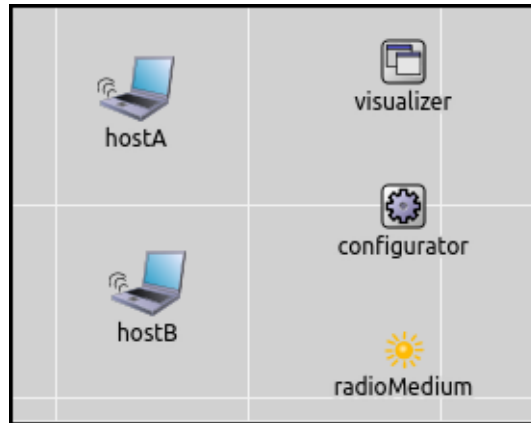 hostA
visualizer
configurator
hostB
radioMedium